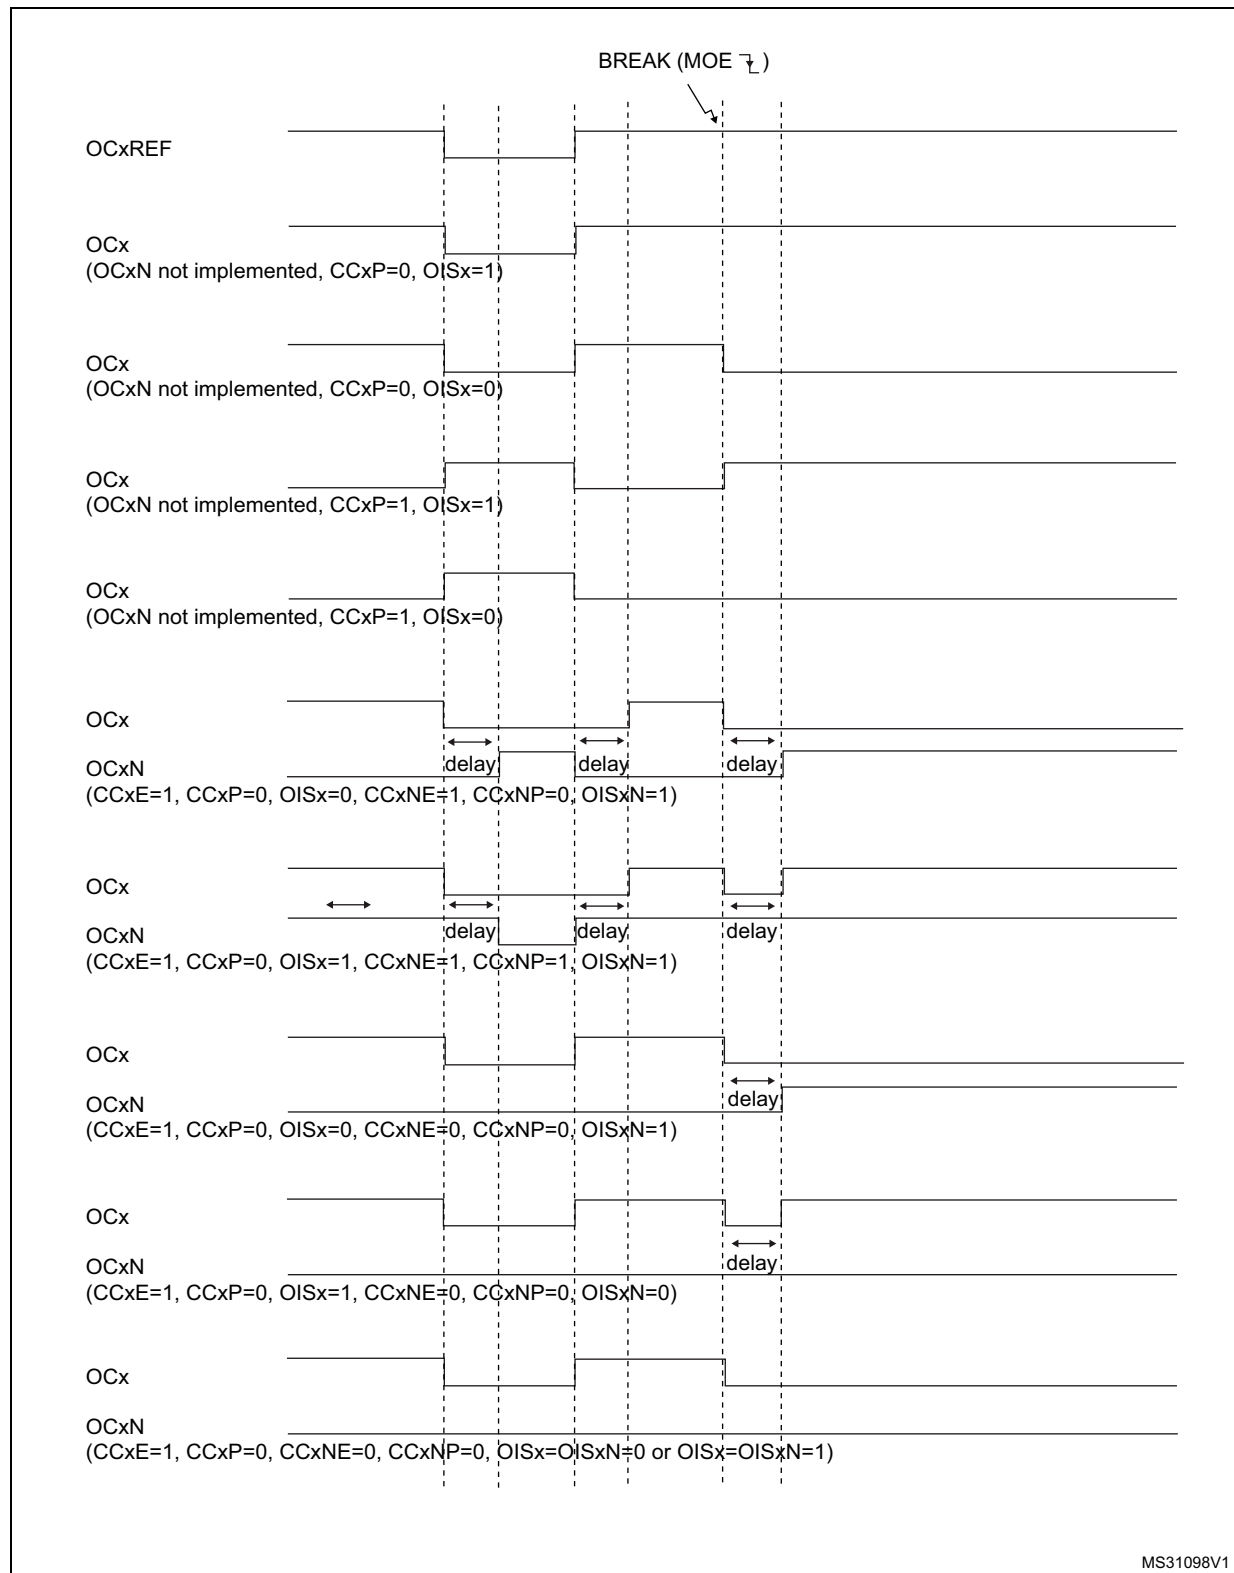 BREAK (MOE )
OCxREF
OCx
(OCxN not implemented, CCxP=0, OISx=1)
OCx
(OCxN not implemented, CCxP=0, OISx=0)
OCx
(OCxN not implemented, CCxP=1, OISx=1)
OCx
(OCxN not implemented, CCxP=1, OISx=0)
OCx
delay delay delay
OCxN
(CCxE=1, CCxP=0, OISx=0, CCxNE=1, CCxNP=0, OISxN=1)
OCx
delay delay delay
OCxN
(CCxE=1, CCxP=0, OISx=1, CCxNE=1, CCxNP=1, OISxN=1)
OCx
delay
OCxN
(CCxE=1, CCxP=0, OISx=0, CCxNE=0, CCxNP=0, OISxN=1)
OCx
delay
OCxN
(CCxE=1, CCxP=0, OISx=1, CCxNE=0, CCxNP=0, OISxN=0)
OCx
OCxN
(CCxE=1, CCxP=0, CCxNE=0, CCxNP=0, OISx=OISxN=0 or OISx=OISxN=1)
MS31098V1